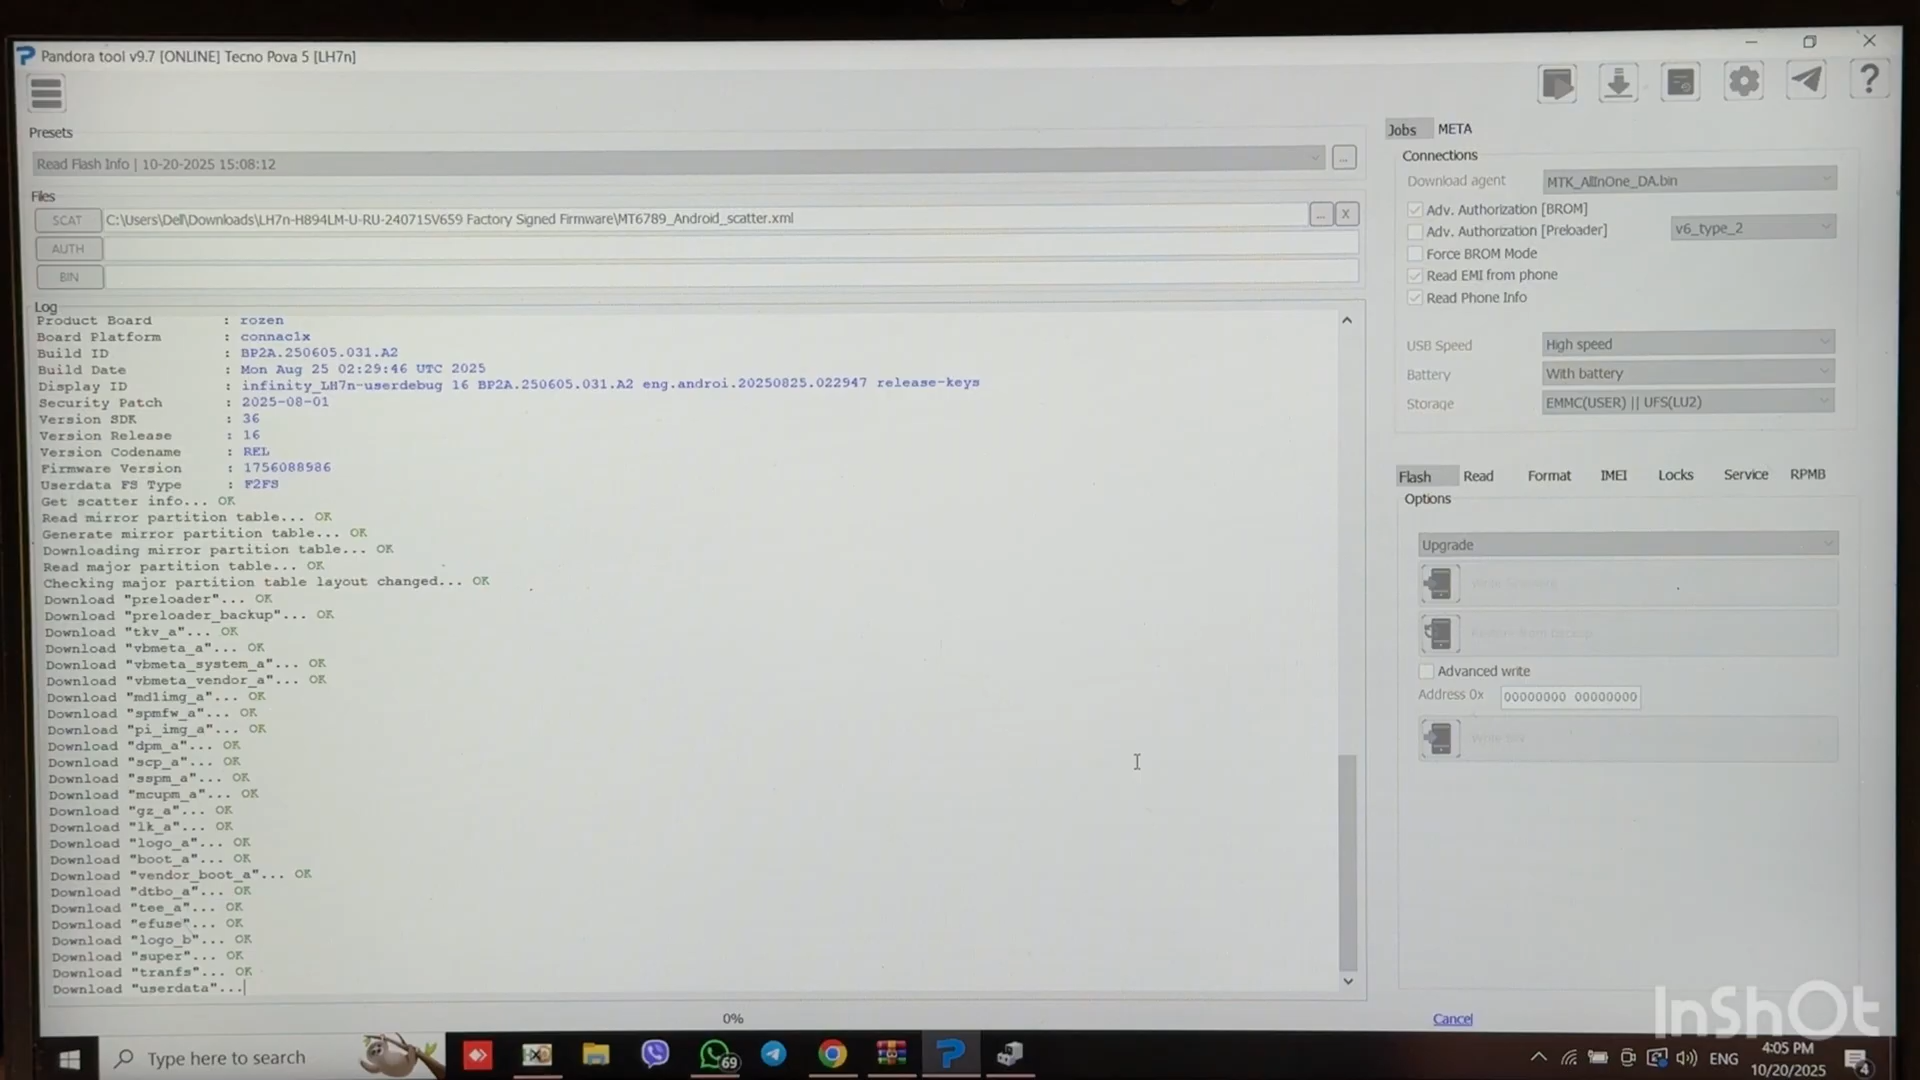 Pandora tool v9.7 [ONLINE] Tecno Pova 5 [LH7n]
Presets
Read Flash Info | 10-20-2025 15:08:12
...
Files
SCAT
C:\Users\Dell\Downloads\LH7n-H894LM-U-RU-240715V659 Factory Signed Firmware\MT6789_Android_scatter.xml
...
X
AUTH
BIN
Log
Product Board : rozen
Board Platform : connac1x
Build ID : BP2A.250605.031.A2
Build Date : Mon Aug 25 02:29:46 UTC 2025
Display ID : infinity_LH7n-userdebug 16 BP2A.250605.031.A2 eng.androi.20250825.022947 release-keys
Security Patch : 2025-08-01
Version SDK : 36
Version Release : 16
Version Codename : REL
Firmware Version : 1756088986
Userdata FS Type : F2FS
Get scatter info... OK
Read mirror partition table... OK
Generate mirror partition table... OK
Downloading mirror partition table... OK
Read major partition table... OK
Checking major partition table layout changed... OK
Download "preloader"... OK
Download "preloader_backup"... OK
Download "tkv_a"... OK
Download "vbmeta_a"... OK
Download "vbmeta_system_a"... OK
Download "vbmeta_vendor_a"... OK
Download "md1img_a"... OK
Download "spmfw_a"... OK
Download "pi_img_a"... OK
Download "dpm_a"... OK
Download "scp_a"... OK
Download "sspm_a"... OK
Download "mcupm_a"... OK
Download "gz_a"... OK
Download "lk_a"... OK
Download "logo_a"... OK
Download "boot_a"... OK
Download "vendor_boot_a"... OK
Download "dtbo_a"... OK
Download "tee_a"... OK
Download "efuse"... OK
Download "logo_b"... OK
Download "super"... OK
Download "tranfs"... OK
Download "userdata"...
0%
Jobs META
Connections
Download agent MTK_AllInOne_DA.bin
Adv. Authorization [BROM]
Adv. Authorization [Preloader] v6_type_2
Force BROM Mode
Read EMI from phone
Read Phone Info
USB Speed High speed
Battery With battery
Storage EMMC(USER) || UFS(LU2)
Flash Read Format IMEI Locks Service RPMB
Options
Upgrade
Write firmware
Restore from backup
Advanced write
Address 0x 00000000 00000000
Cancel
InShOt
Type here to search
69
ENG
4:05 PM
10/20/2025
4